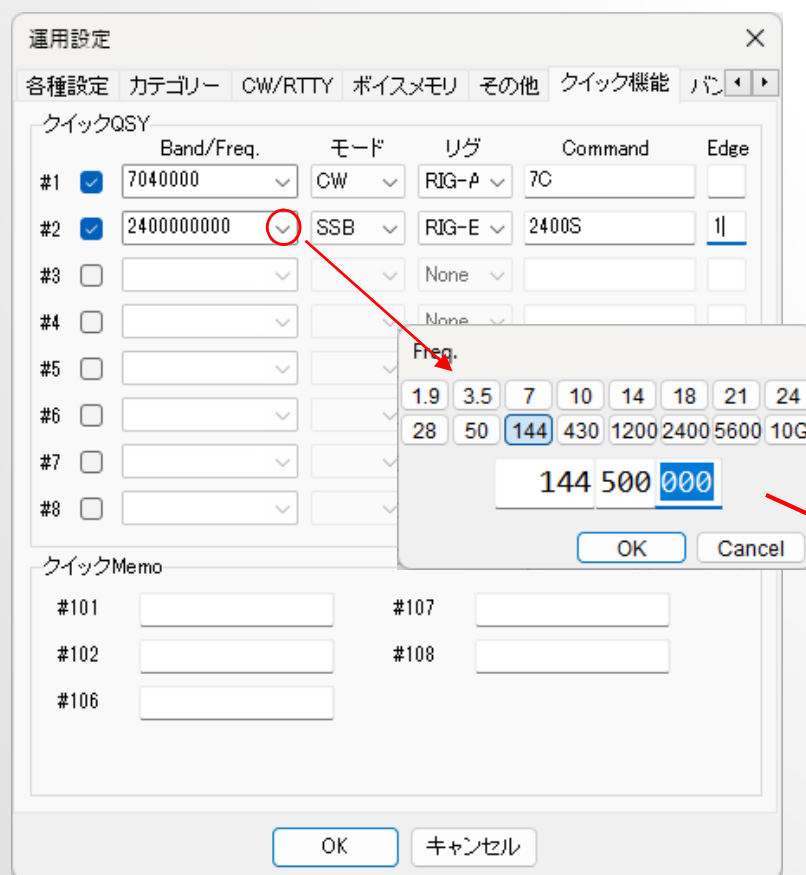 運用設定
各種設定 カテゴリー CW/RTTY ボイスメモリ その他 クイック機能 バン
クイックQSY
Band/Freq. モード リグ Command Edge
#1 7040000 CW RIG-A 7C
#2 2400000000 SSB RIG-E 2400S 1
#3 None
#4 None
#5
#6
#7
#8
Freq.
1.9 3.5 7 10 14 18 21 24
28 50 144 430 1200 2400 5600 10G
144 500 000
OK Cancel
クイックMemo
#101 #107
#102 #108
#106
OK キャンセル